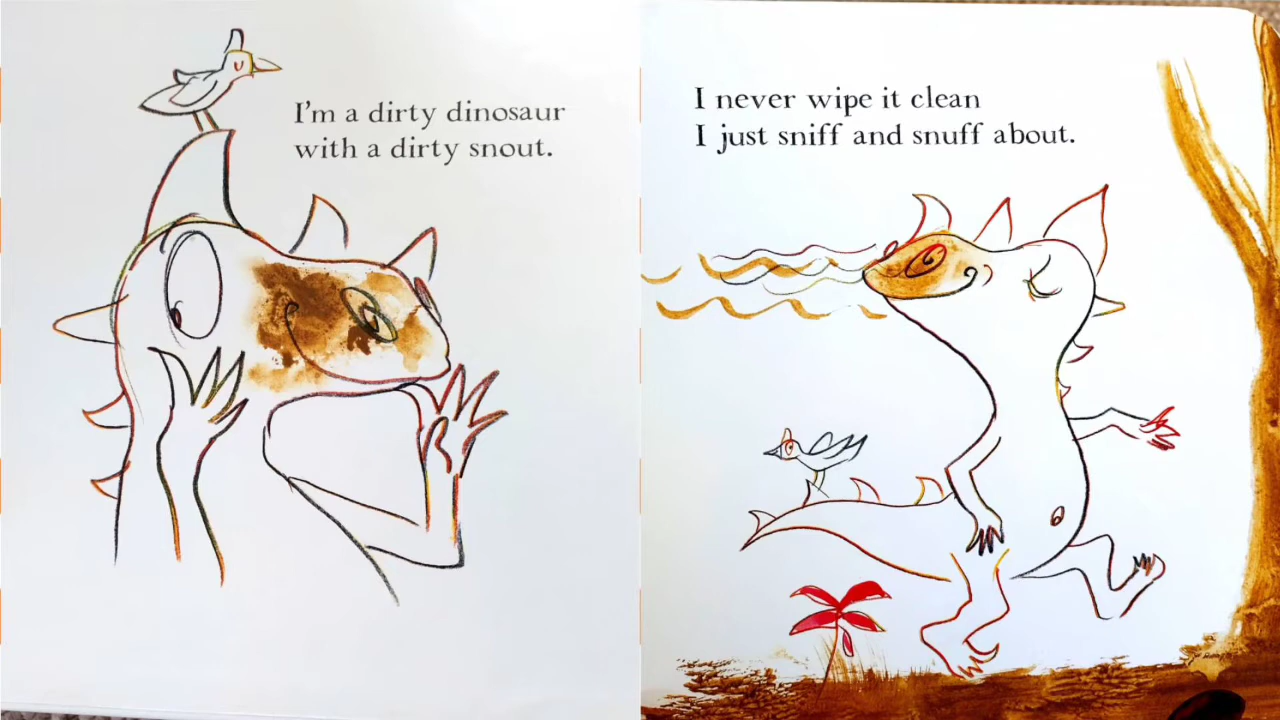 I'm a dirty dinosaur
with a dirty snout.
I never wipe it clean
I just sniff and snuff about.